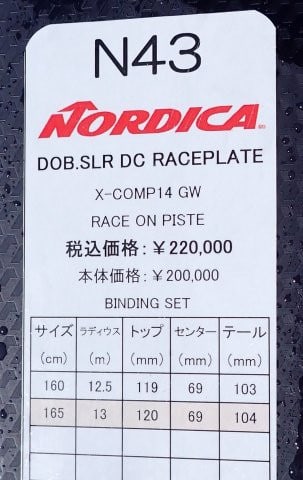 N43
NORDICA
DOB.SLR DC RACEPLATE
X-COMP14 GW
RACE ON PISTE
税込価格：￥220,000
本体価格：￥200,000
BINDING SET
サイズ ラディウス トップ センター テール
(cm) (m) (mm) (mm) (mm)
160 12.5 119 69 103
165 13 120 69 104